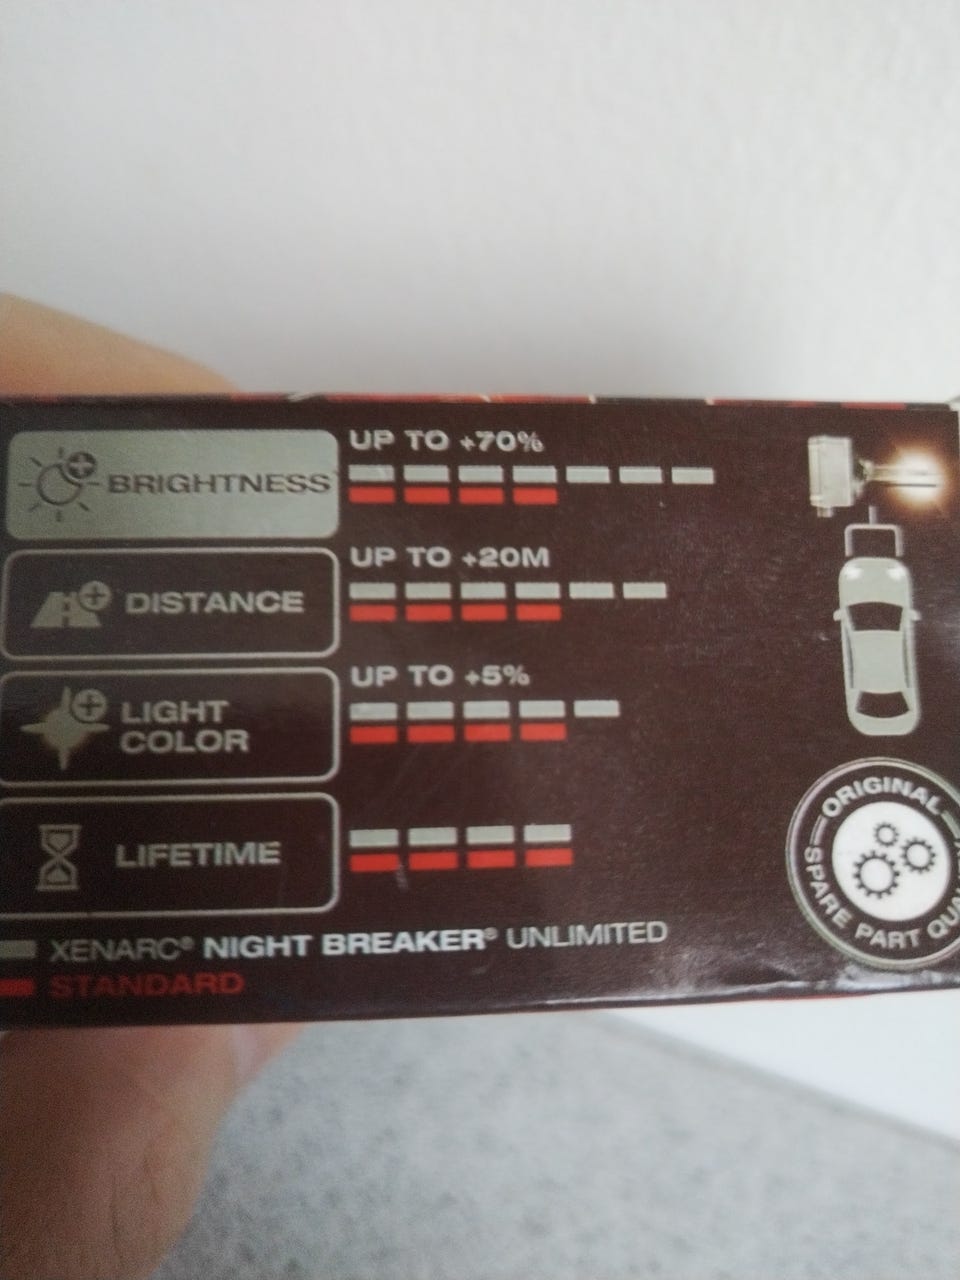 UP TO +70%
BRIGHTNESS
UP TO +20M
DISTANCE
UP TO +5%
LIGHT
COLOR
LIFETIME
XENARC® NIGHT BREAKER® UNLIMITED
STANDARD
ORIGINAL
SPARE PART